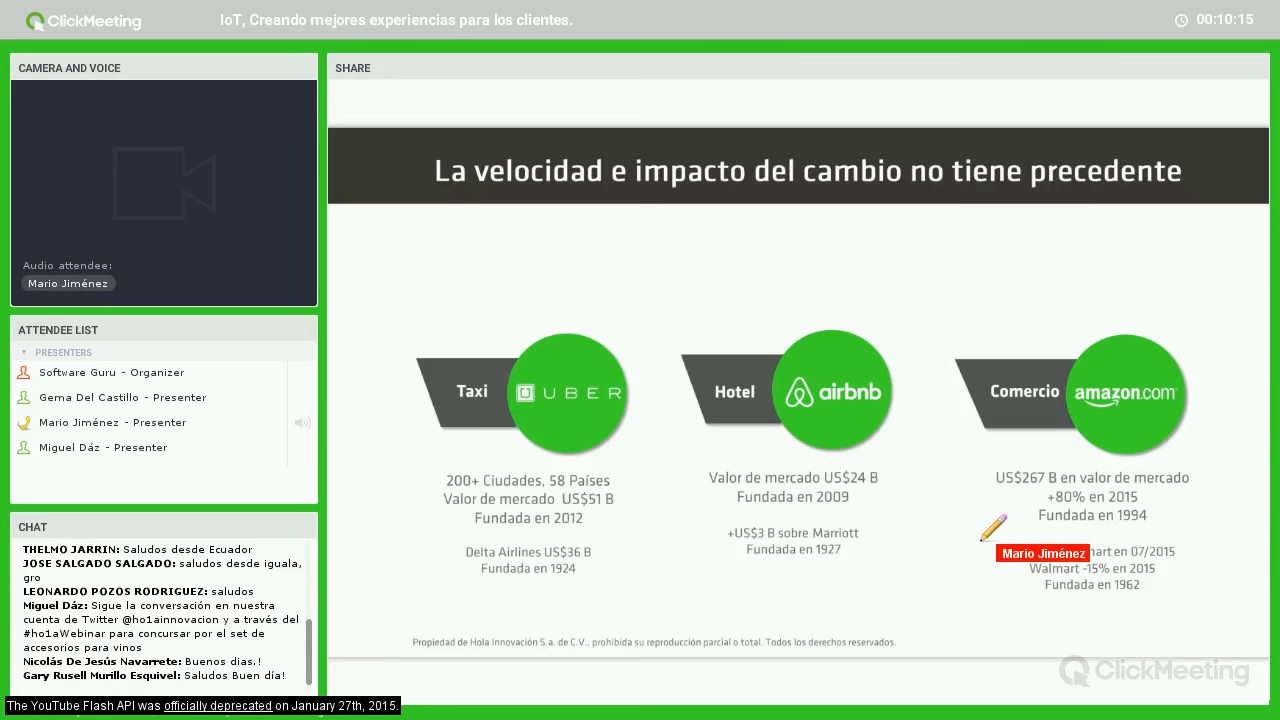 ClickMeeting
IoT, Creando mejores experiencias para los clientes.
00:10:15
CAMERA AND VOICE
Audio attendee:
Mario Jiménez
ATTENDEE LIST
PRESENTERS
Software Guru - Organizer
Gema Del Castillo - Presenter
Mario Jiménez - Presenter
Miguel Dáz - Presenter
CHAT
THELMO JARRIN: Saludos desde Ecuador
JOSE SALGADO SALGADO: saludos desde iguala,
gro
LEONARDO POZOS RODRIGUEZ: saludos
Miguel Dáz: Sigue la conversación en nuestra
cuenta de Twitter @ho1ainnovacion y a través del
#ho1aWebinar para concursar por el set de
accesorios para vinos
Nicolás De Jesús Navarrete: Buenos dias.!
Gary Rusell Murillo Esquivel: Saludos Buen día!
The YouTube Flash API was officially deprecated on January 27th, 2015.
SHARE
La velocidad e impacto del cambio no tiene precedente
Taxi
UBER
200+ Ciudades, 58 Países
Valor de mercado US$51 B
Fundada en 2012
Delta Airlines US$36 B
Fundada en 1924
Hotel
airbnb
Valor de mercado US$24 B
Fundada en 2009
+US$3 B sobre Marriott
Fundada en 1927
Comercio
amazon.com
US$267 B en valor de mercado
+80% en 2015
Fundada en 1994
Mario Jiménez
en 07/2015
Walmart -15% en 2015
Fundada en 1962
Propiedad de Hola Innovación S.a. de C.V., prohibida su reproducción parcial o total. Todos los derechos reservados.
ClickMeeting